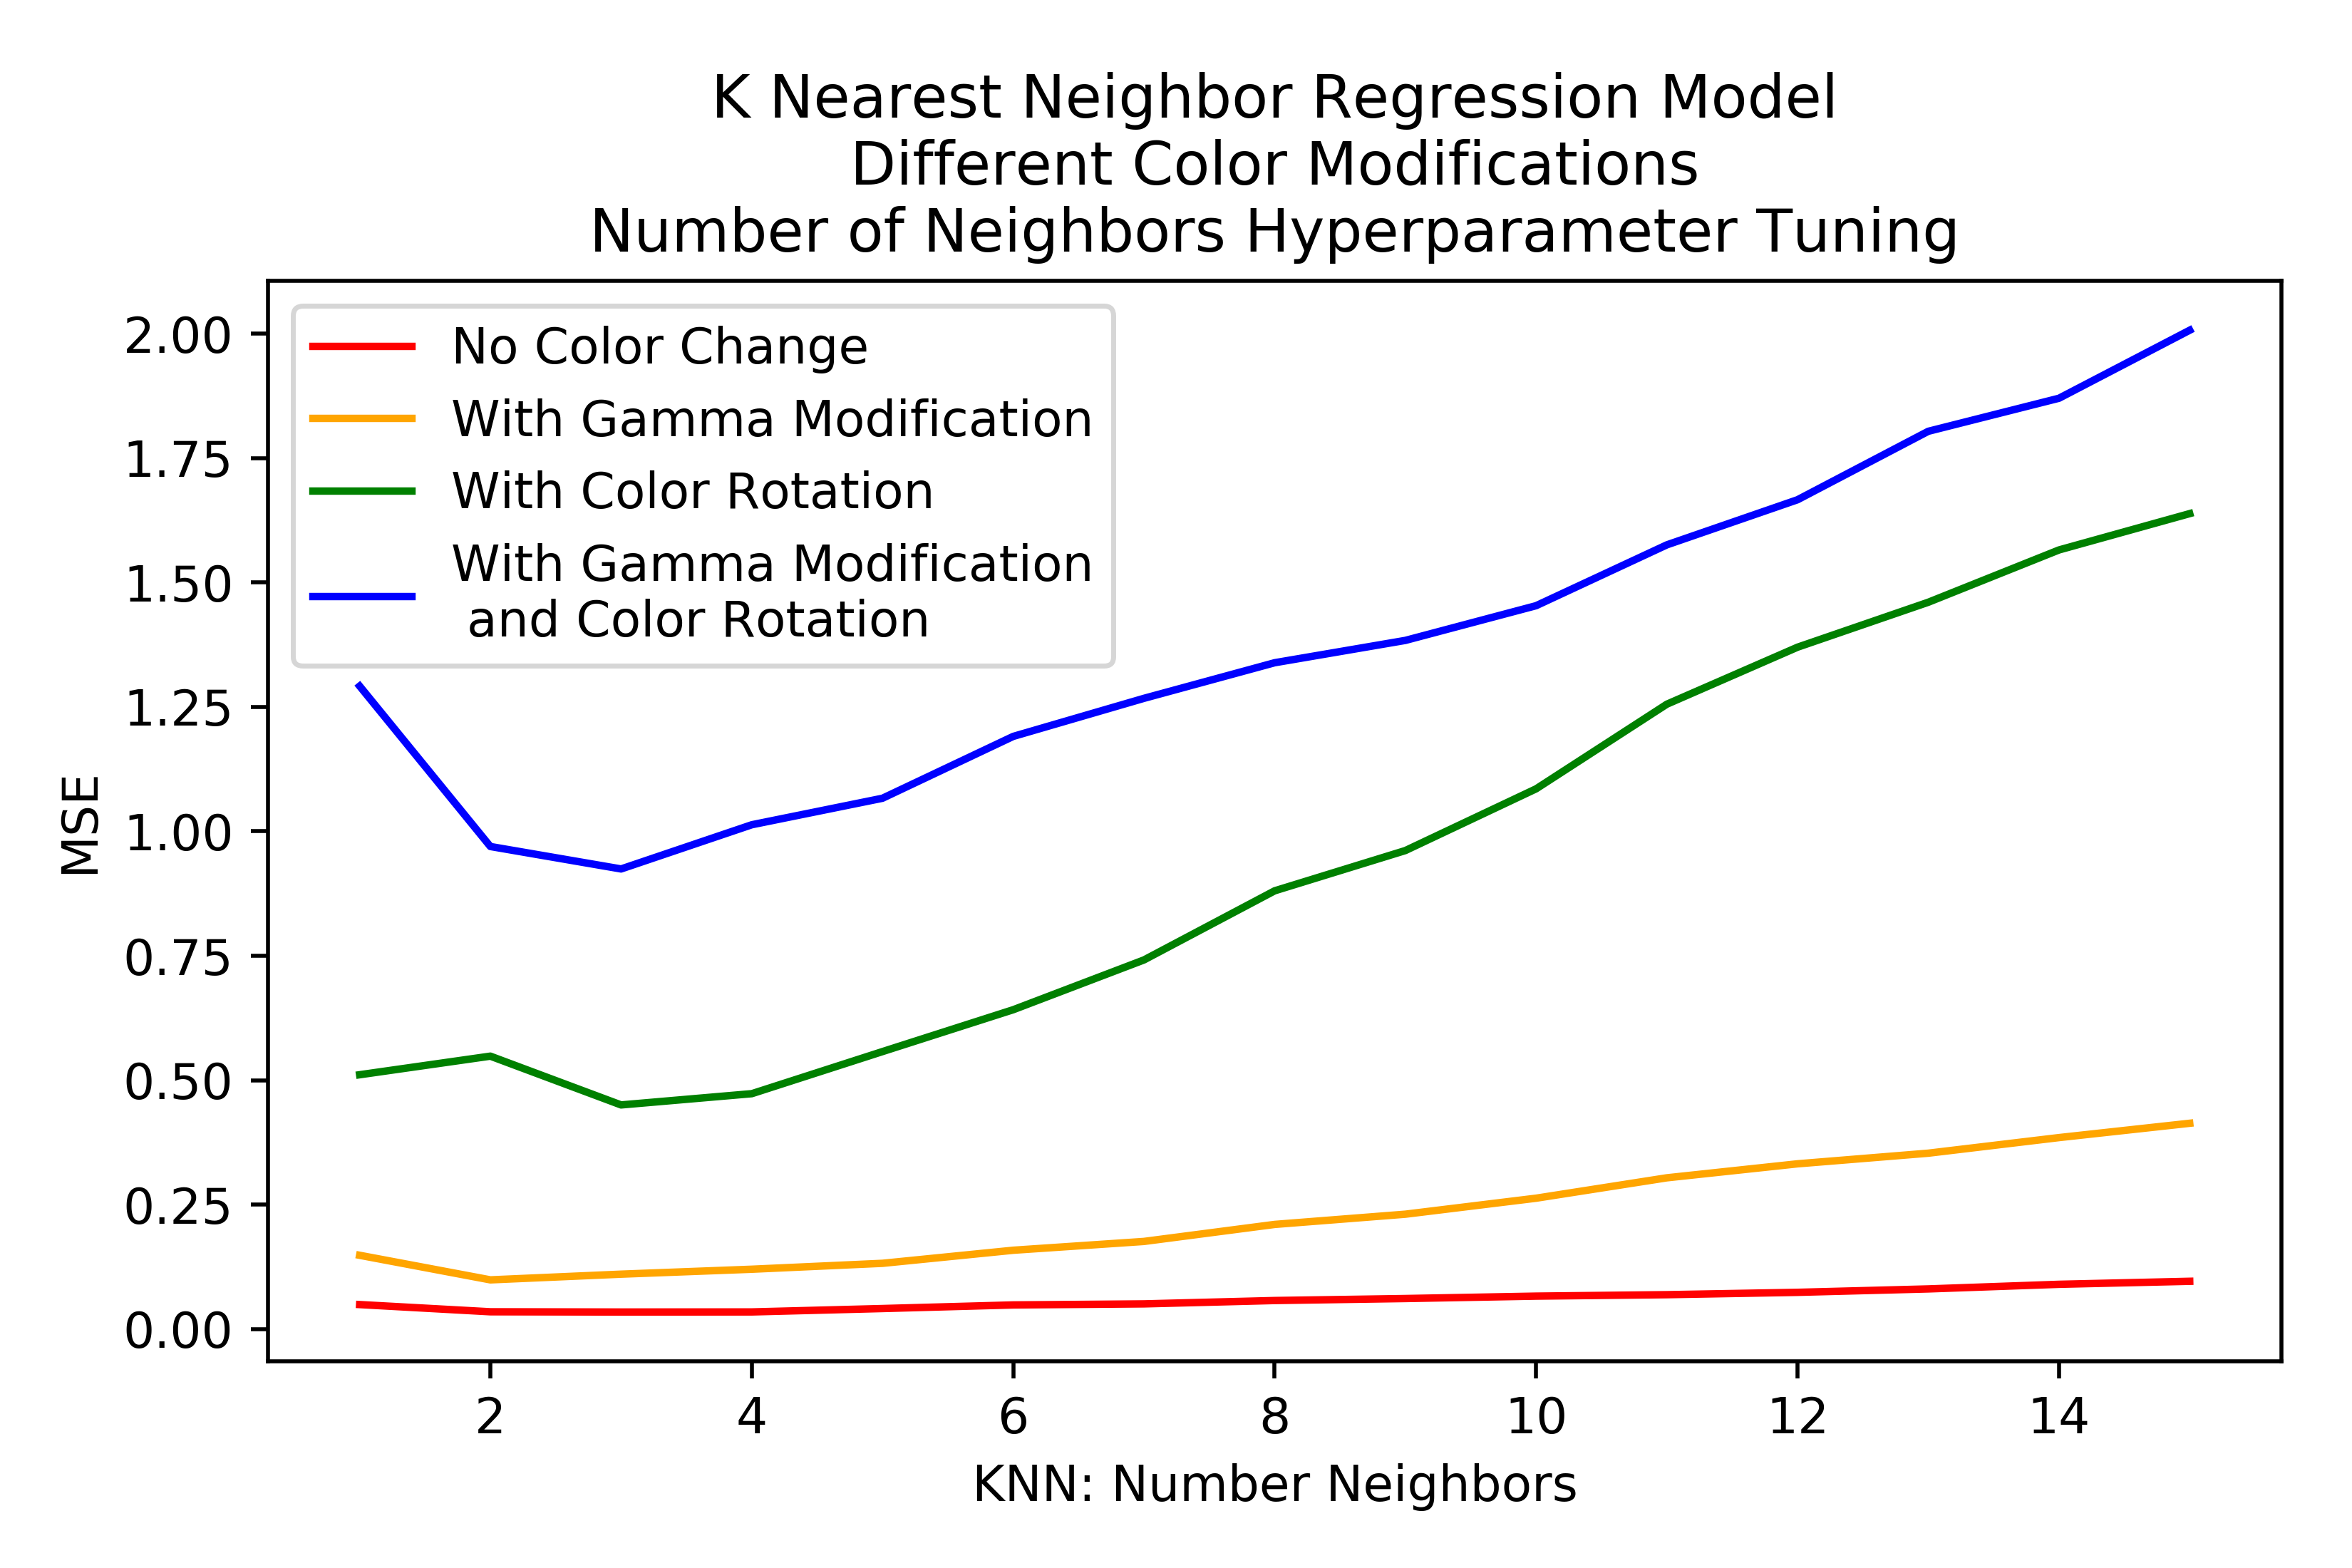 K Nearest Neighbor Regression Model
Different Color Modifications
Number of Neighbors Hyperparameter Tuning
No Color Change
With Gamma Modification
With Color Rotation
With Gamma Modification
and Color Rotation
2.00
1.75
1.50
1.25
1.00
0.75
0.50
0.25
0.00
MSE
2 4 6 8 10 12 14
KNN: Number Neighbors